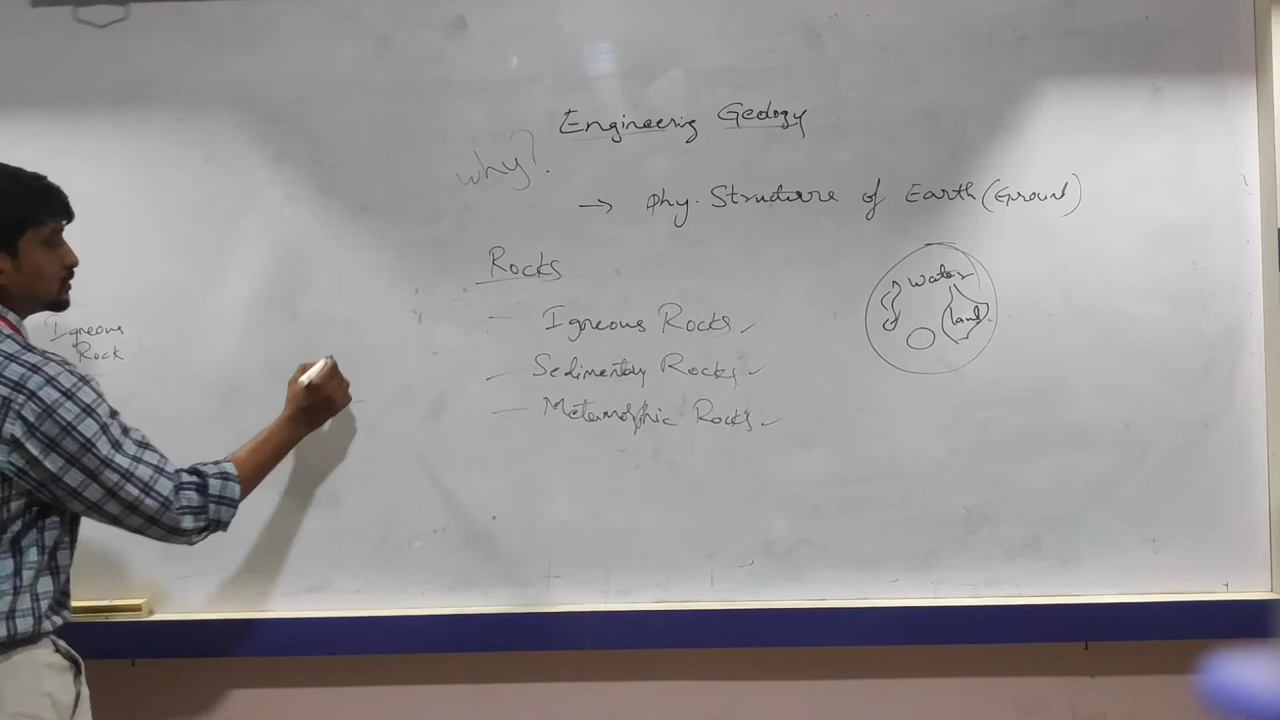 Engineering Geology
why?
→ Phy. Structure of Earth (Ground)
Rocks
- Igneous Rocks ✓
- Sedimentary Rocks ✓
- Metamorphic Rocks ✓
water
land
Igneous
Rock